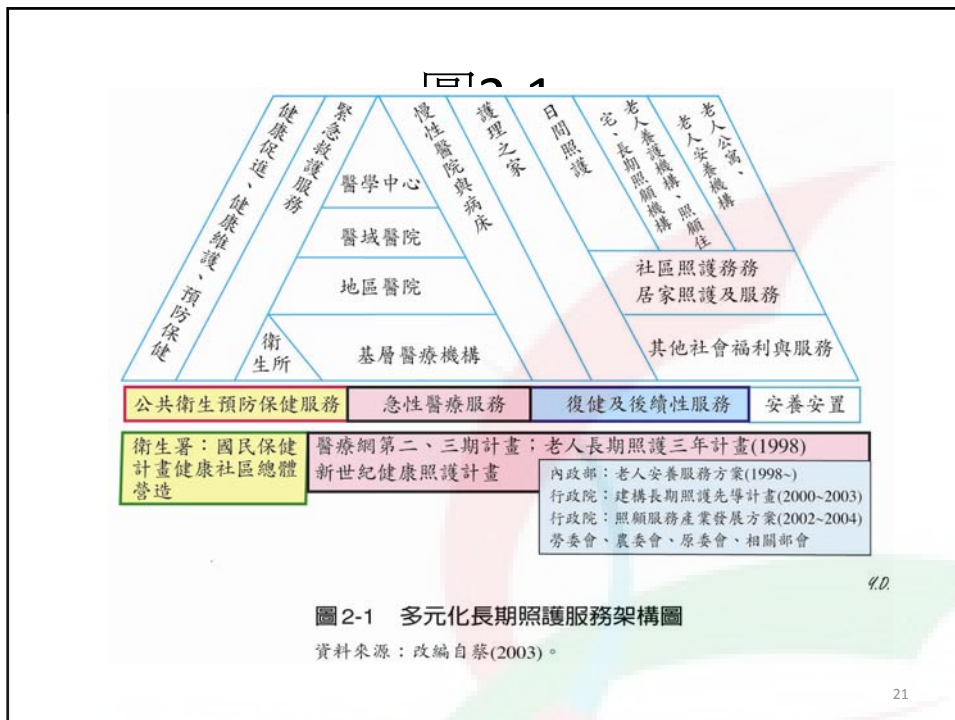 圖2-1
健康促進、健康維護、預防保健
緊急救護服務
醫學中心
醫域醫院
地區醫院
衛
生所
基層醫療機構
慢性醫院與病床
護理之家
日間照護
老人養護機構、照顧住
宅、長期照顧機構
老人公寓、
老人安養機構
社區照護務務
居家照護及服務
其他社會福利與服務
公共衛生預防保健服務
急性醫療服務
復健及後續性服務
安養安置
衛生署：國民保健
計畫健康社區總體
營造
醫療網第二、三期計畫；老人長期照護三年計畫(1998)
新世紀健康照護計畫
內政部：老人安養服務方案(1998~)
行政院：建構長期照護先導計畫(2000~2003)
行政院：照顧服務產業發展方案(2002~2004)
勞委會、農委會、原委會、相關部會
Y.D.
圖2-1 多元化長期照護服務架構圖
資料來源：改編自蔡(2003)。
21